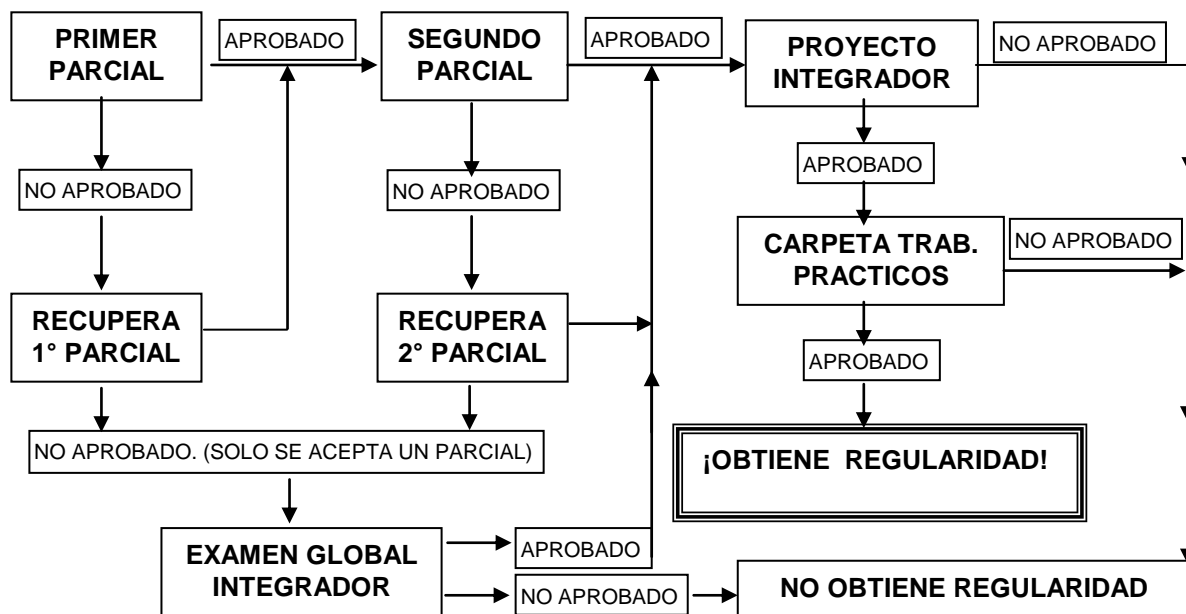 PRIMER
PARCIAL
APROBADO
SEGUNDO
PARCIAL
APROBADO
PROYECTO
INTEGRADOR
NO APROBADO
NO APROBADO
NO APROBADO
APROBADO
CARPETA TRAB.
PRACTICOS
NO APROBADO
RECUPERA
1° PARCIAL
RECUPERA
2° PARCIAL
APROBADO
NO APROBADO. (SOLO SE ACEPTA UN PARCIAL)
¡OBTIENE REGULARIDAD!
EXAMEN GLOBAL
INTEGRADOR
APROBADO
NO APROBADO
NO OBTIENE REGULARIDAD